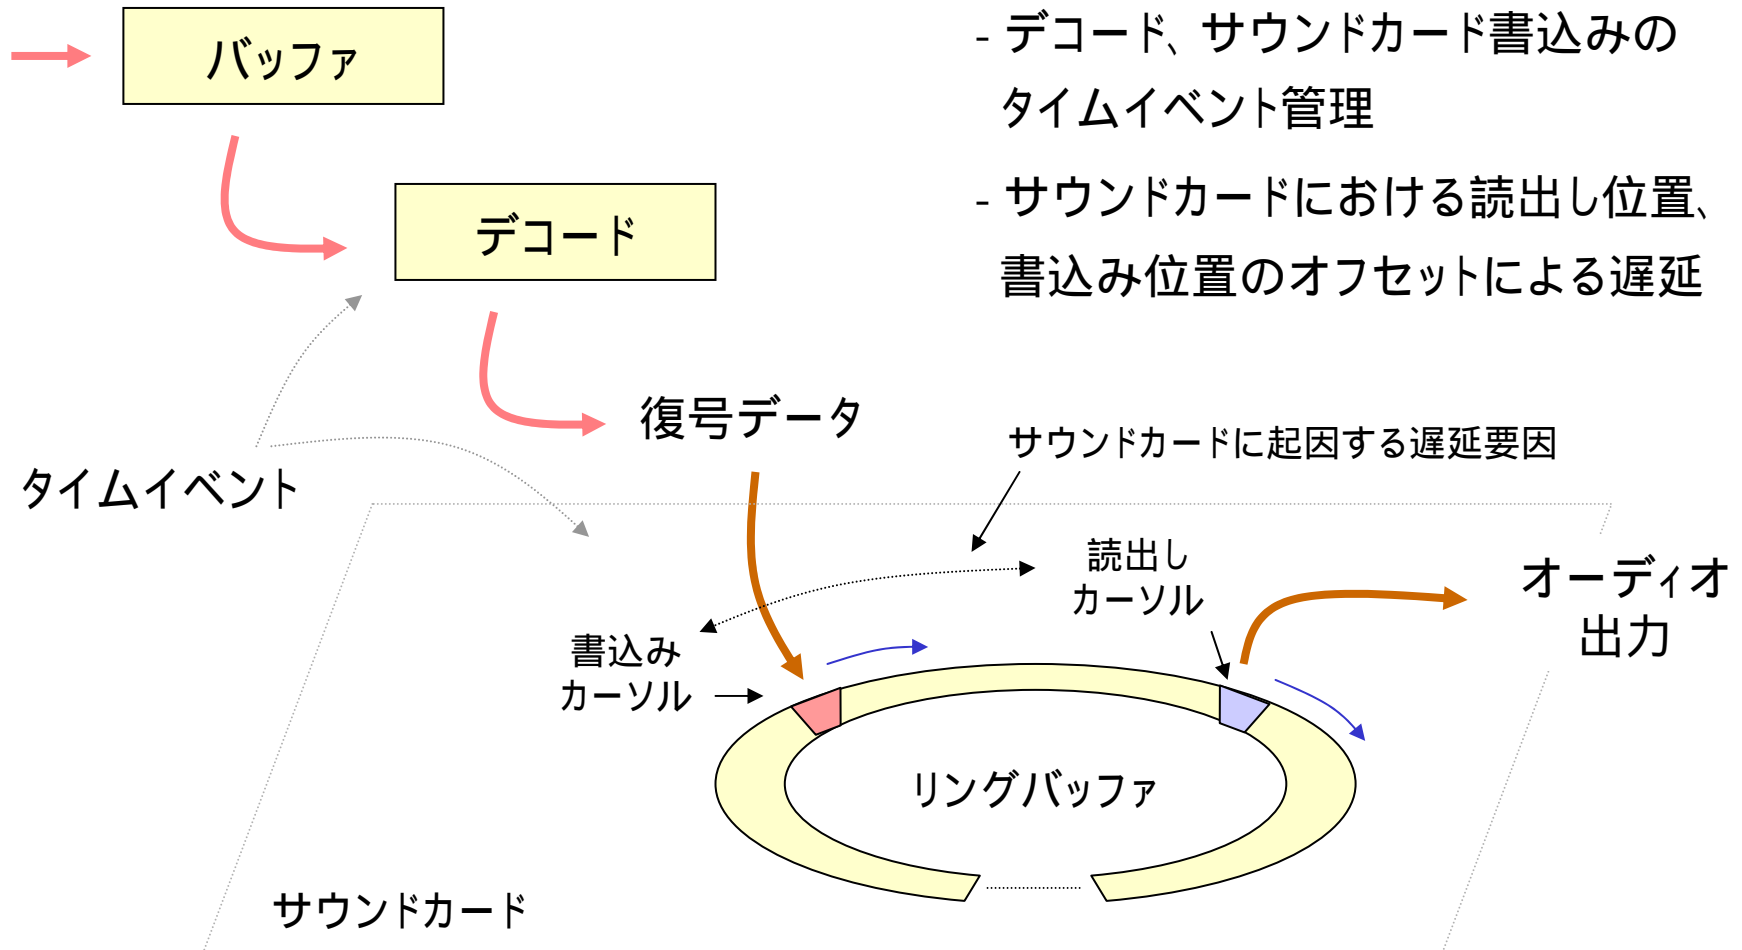 バッファ
- デコード、サウンドカード書込みの
タイムイベント管理
デコード
- サウンドカードにおける読出し位置、
書込み位置のオフセットによる遅延
復号データ
サウンドカードに起因する遅延要因
タイムイベント
読出し
カーソル
オーディオ
出力
書込み
カーソル
リングバッファ
サウンドカード